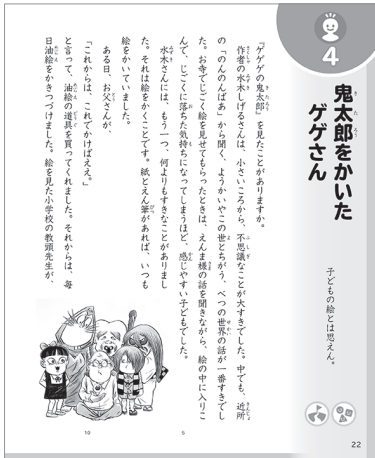 4
鬼太郎をかいた
ゲゲさん
子どもの絵とは思えん。
『ゲゲゲの鬼太郎』を見たことがありますか。
作者の水木しげるさんは、小さいころから、不思議なことが大すきでした。中でも、近所
の「のんのんばあ」から聞く、ようかいやこの世とちがう、べつの世界の話が一番すきでし
た。お寺でじごく絵を見せてもらったときは、えんま様の話を聞きながら、絵の中に入りこ
んで、じごくに落ちた気持ちになってしまうほど、感じやすい子どもでした。
水木さんには、もう一つ、何よりもすきなことがありまし
た。それは絵をかくことです。紙とえん筆があれば、いつも
絵をかいていました。
ある日、お父さんが、
「これからは、これでかけばええ。」
と言って、油絵の道具を買ってくれました。それからは、毎
日油絵をかきつづけました。絵を見た小学校の教頭先生が、
5
10
22